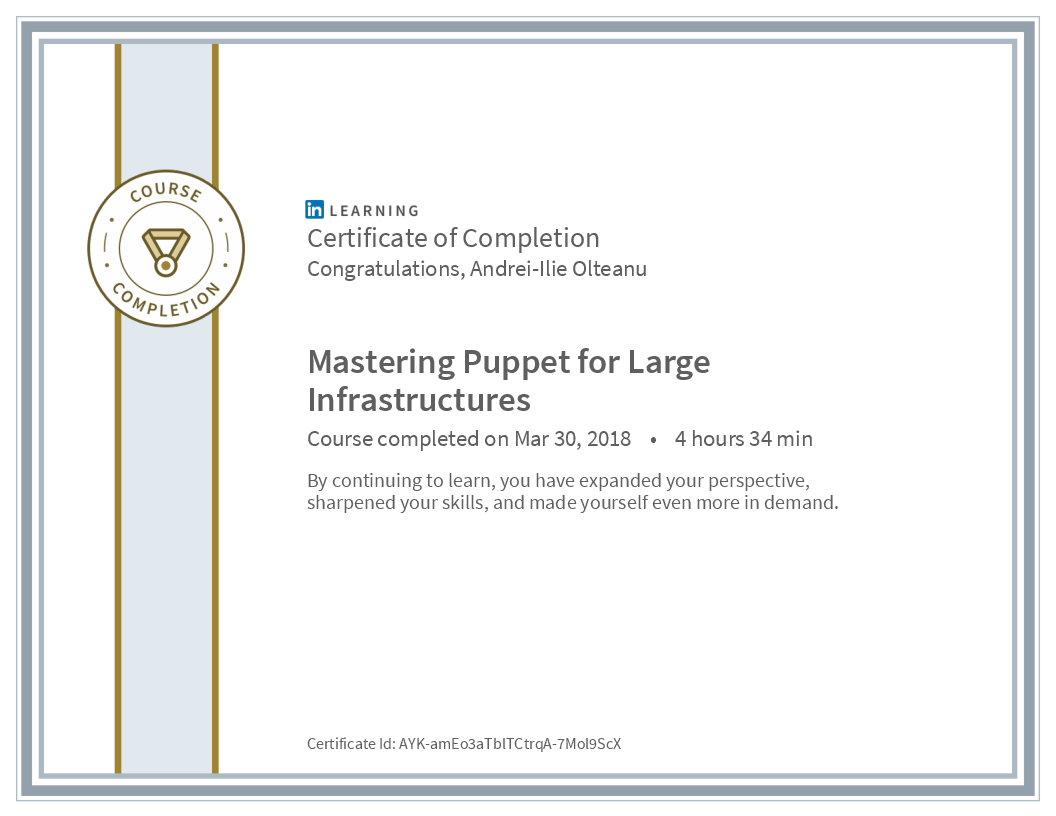 COURSE
COMPLETION
in LEARNING
Certificate of Completion
Congratulations, Andrei-Ilie Olteanu
Mastering Puppet for Large
Infrastructures
Course completed on Mar 30, 2018 • 4 hours 34 min
By continuing to learn, you have expanded your perspective,
sharpened your skills, and made yourself even more in demand.
Certificate Id: AYK-amEo3aTblTCtrqA-7Mol9ScX